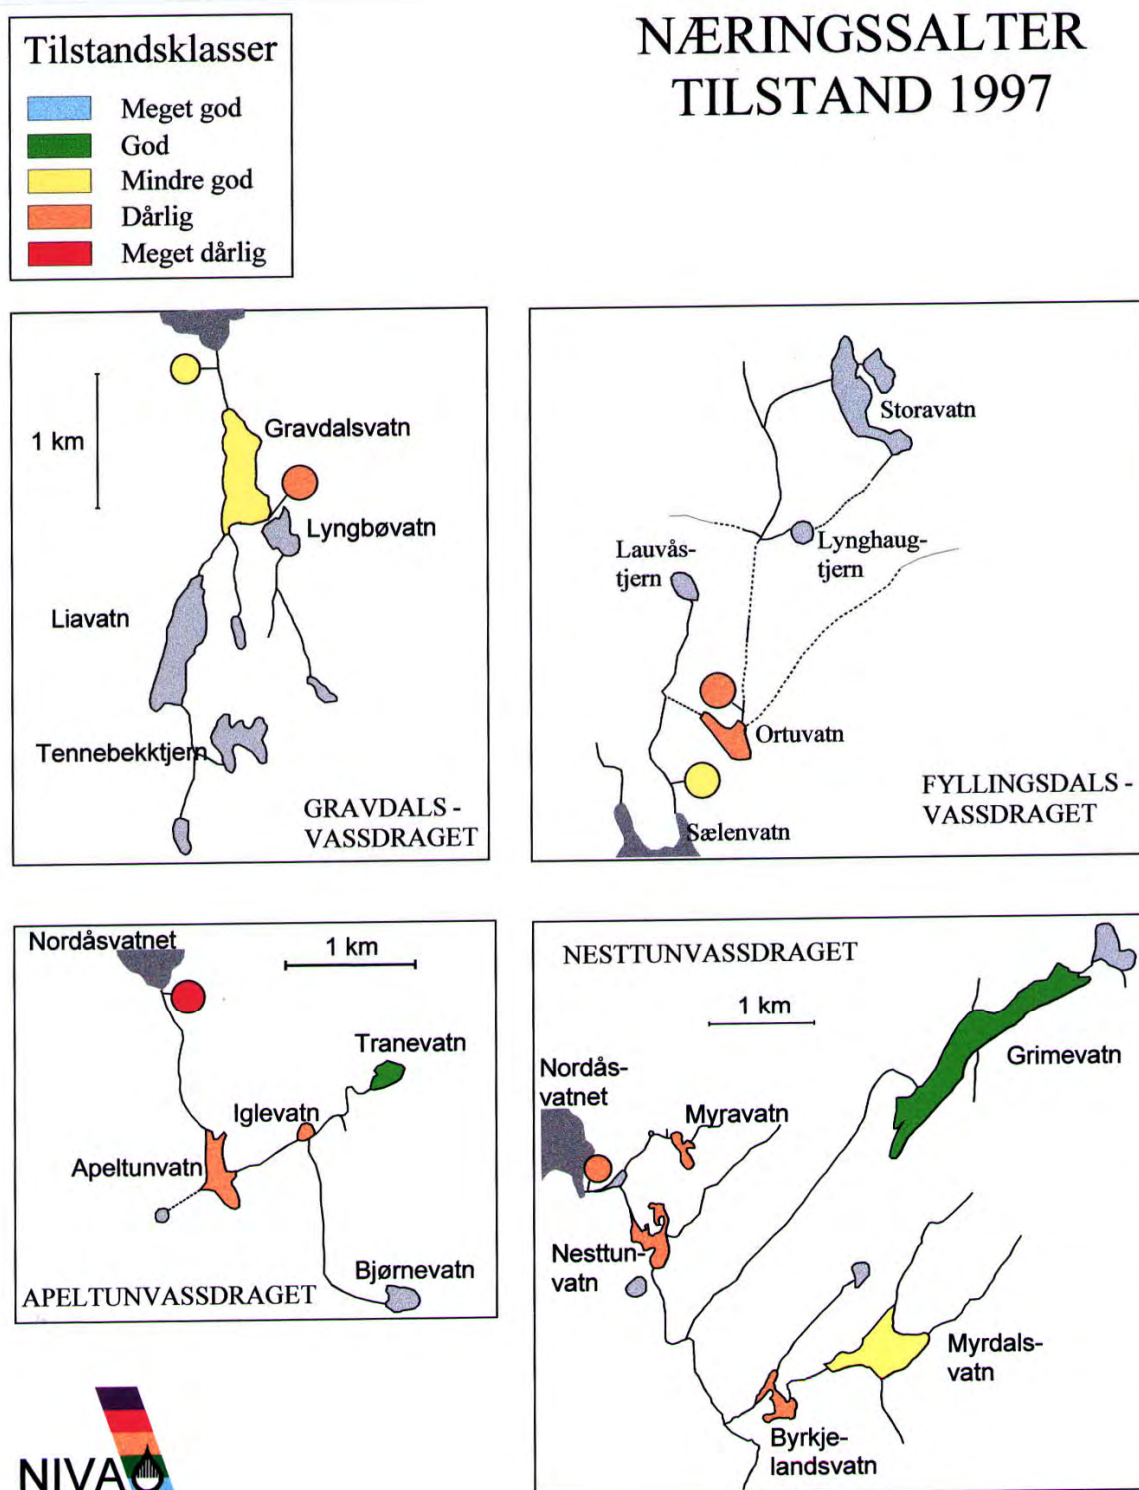 NÆRINGSSALTER
TILSTAND 1997
Tilstandsklasser
Meget god
God
Mindre god
Dårlig
Meget dårlig
1 km
Gravdalsvatn
Lyngbøvatn
Liavatn
Tennebekktjern
GRAVDALS -
VASSDRAGET
Storavatn
Lynghaug-
tjern
Lauvås-
tjern
Ortuvatn
Sælenvatn
FYLLINGSDALS -
VASSDRAGET
Nordåsvatnet
1 km
Tranevatn
Iglevatn
Apeltunvatn
Bjørnevatn
APELTUNVASSDRAGET
NESTTUNVASSDRAGET
1 km
Grimevatn
Nordås-
vatnet
Myravatn
Nesttun-
vatn
Myrdals-
vatn
Byrkje-
landsvatn
NIVA